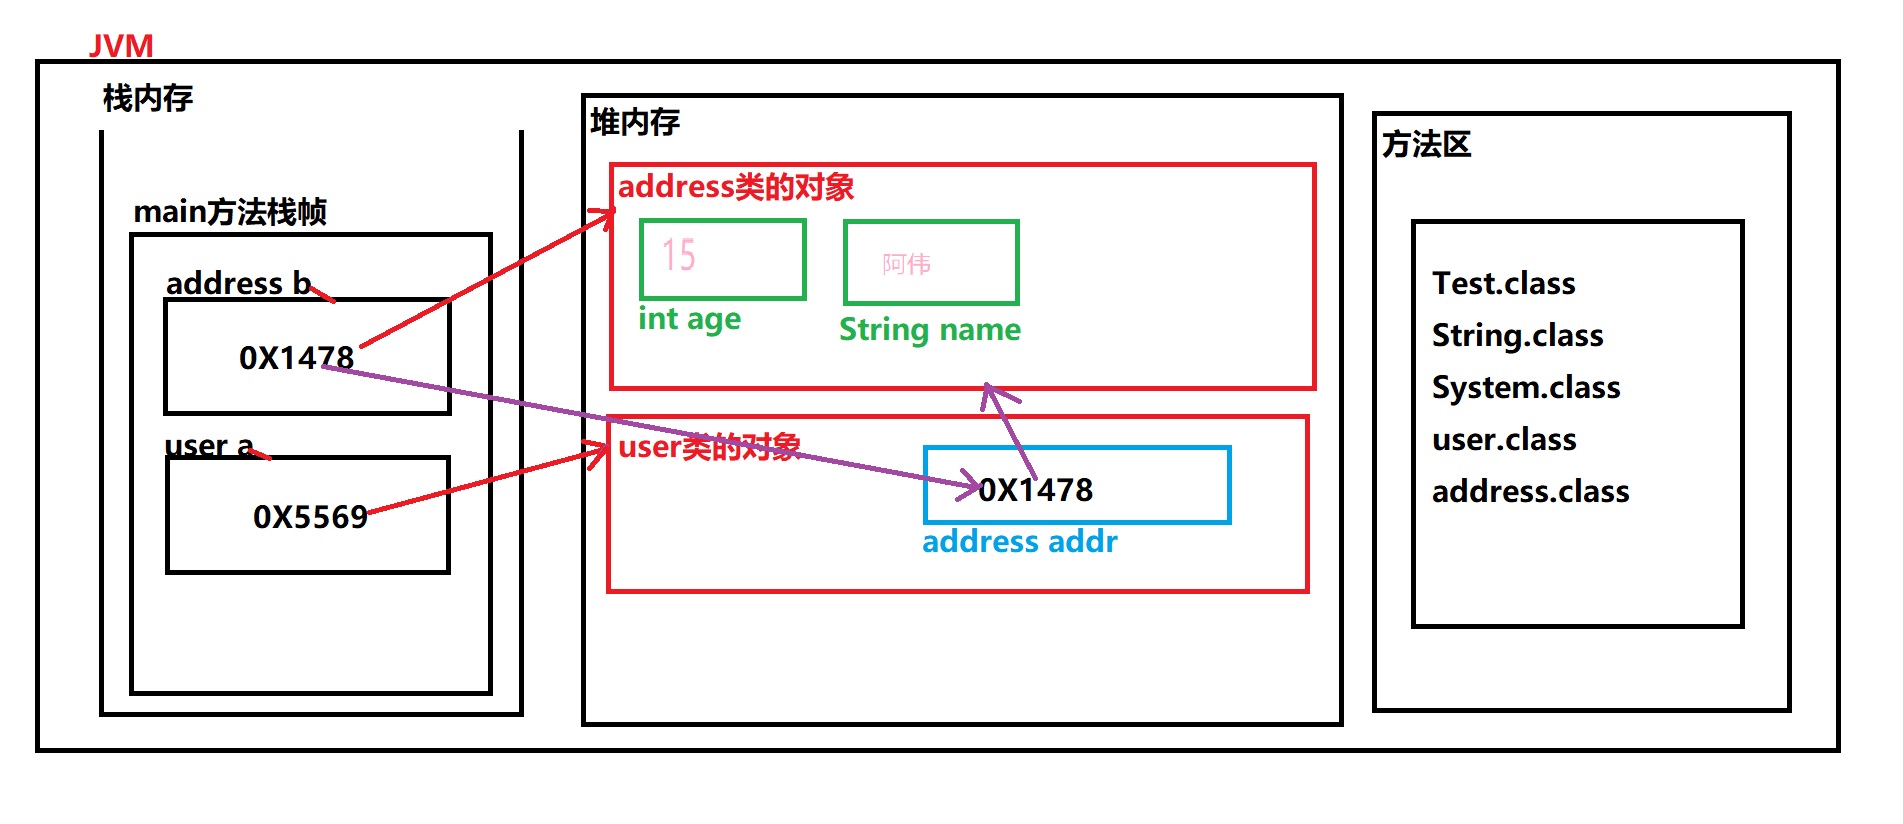 JVM
栈内存
main方法栈帧
address b
0X1478
user a
0X5569
堆内存
address类的对象
15
int age
阿伟
String name
user类的对象
0X1478
address addr
方法区
Test.class
String.class
System.class
user.class
address.class